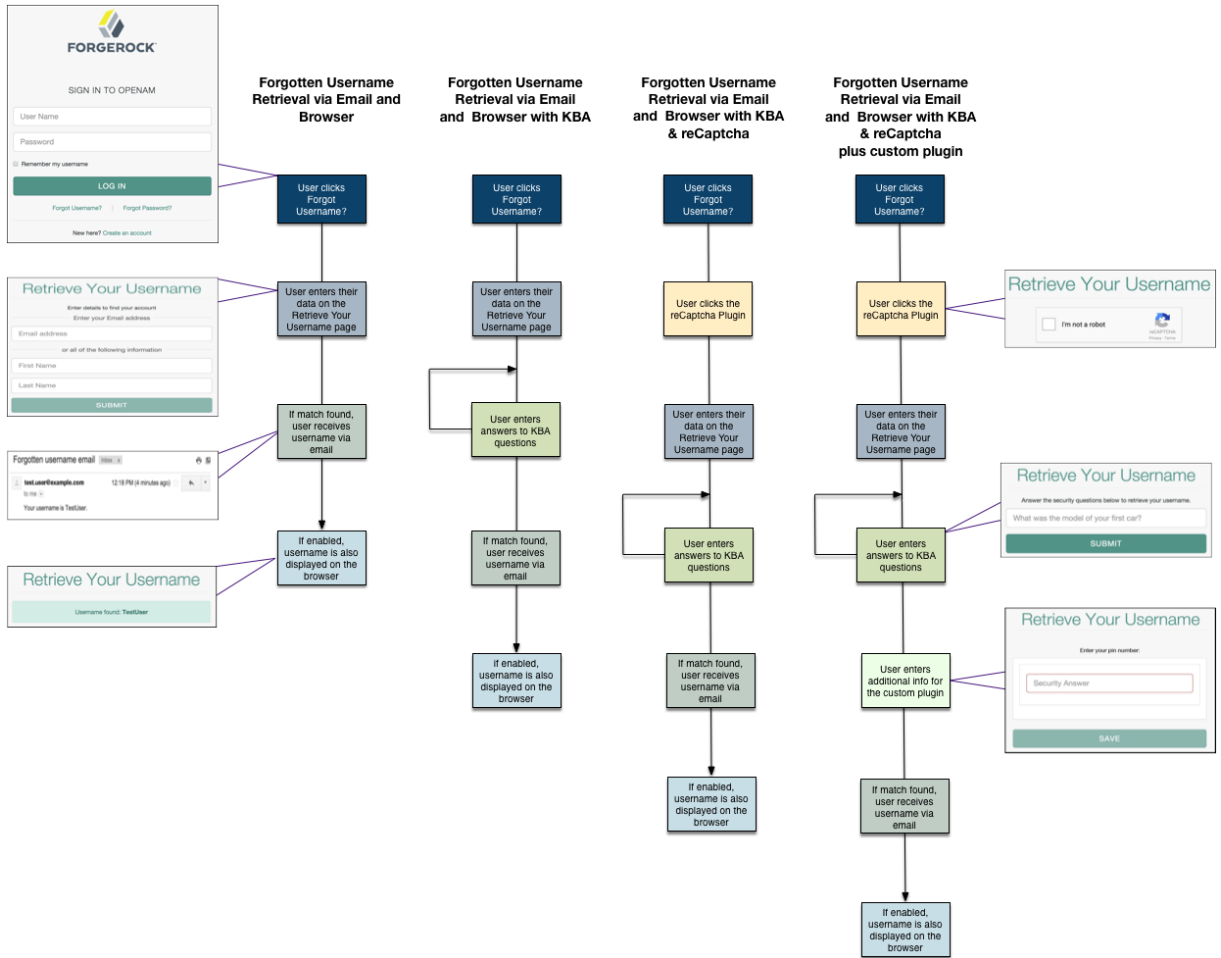 FORGEROCK
SIGN IN TO OPENAM
User Name
Password
Remember my username
LOG IN
Forgot Username? | Forgot Password?
New here? Create an account
Retrieve Your Username
Enter details to find your account
Enter your Email address
Email address
or all of the following information
First Name
Last Name
SUBMIT
Forgotten username email Inbox x
test.user@example.com 12:18 PM (4 minutes ago)
to me
Your username is TestUser.
Retrieve Your Username
Username found: TestUser
Forgotten Username
Retrieval via Email and
Browser
User clicks
Forgot
Username?
User enters their
data on the
Retrieve Your
Username page
If match found,
user receives
username via
email
If enabled,
username is also
displayed on the
browser
Forgotten Username
Retrieval via Email
and Browser with KBA
User clicks
Forgot
Username?
User enters their
data on the
Retrieve Your
Username page
User enters
answers to KBA
questions
If match found,
user receives
username via
email
if enabled,
username is also
displayed on the
browser
Forgotten Username
Retrieval via Email
and Browser with KBA
& reCaptcha
User clicks
Forgot
Username?
User clicks the
reCaptcha Plugin
User enters their
data on the
Retrieve Your
Username page
User enters
answers to KBA
questions
If match found,
user receives
username via
email
If enabled,
username is also
displayed on the
browser
Forgotten Username
Retrieval via Email
and Browser with KBA
& reCaptcha
plus custom plugin
User clicks
Forgot
Username?
User clicks the
reCaptcha Plugin
User enters their
data on the
Retrieve Your
Username page
User enters
answers to KBA
questions
User enters
additional info for
the custom plugin
If match found,
user receives
username via
email
If enabled,
username is also
displayed on the
browser
Retrieve Your Username
I'm not a robot
reCAPTCHA
Privacy - Terms
Retrieve Your Username
Answer the security questions below to retrieve your username.
What was the model of your first car?
SUBMIT
Retrieve Your Username
Enter your pin number:
Security Answer
SAVE